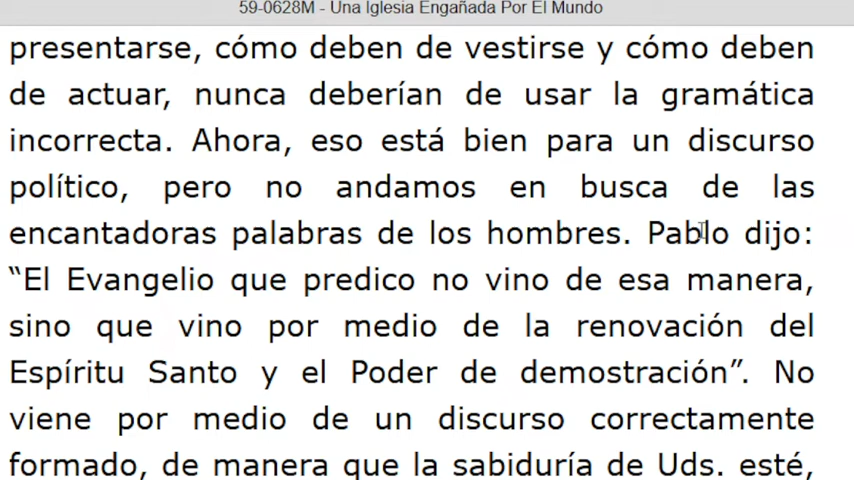 59-0628M - Una Iglesia Engañada Por El Mundo
presentarse, cómo deben de vestirse y cómo deben
de actuar, nunca deberían de usar la gramática
incorrecta. Ahora, eso está bien para un discurso
político, pero no andamos en busca de las
encantadoras palabras de los hombres. Pablo dijo:
“El Evangelio que predico no vino de esa manera,
sino que vino por medio de la renovación del
Espíritu Santo y el Poder de demostración”. No
viene por medio de un discurso correctamente
formado, de manera que la sabiduría de Uds. esté,